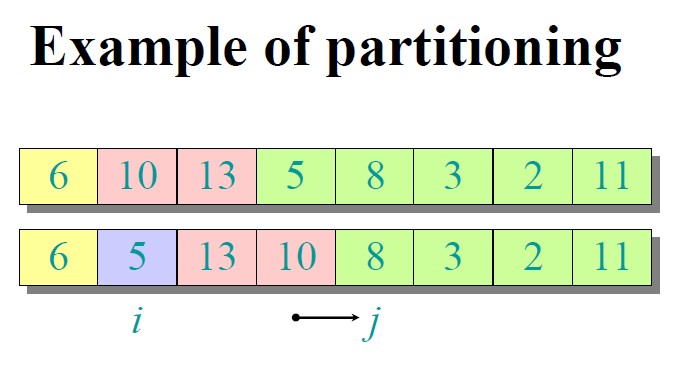 Example of partitioning
6 10 13 5 8 3 2 11
6 5 13 10 8 3 2 11
i j